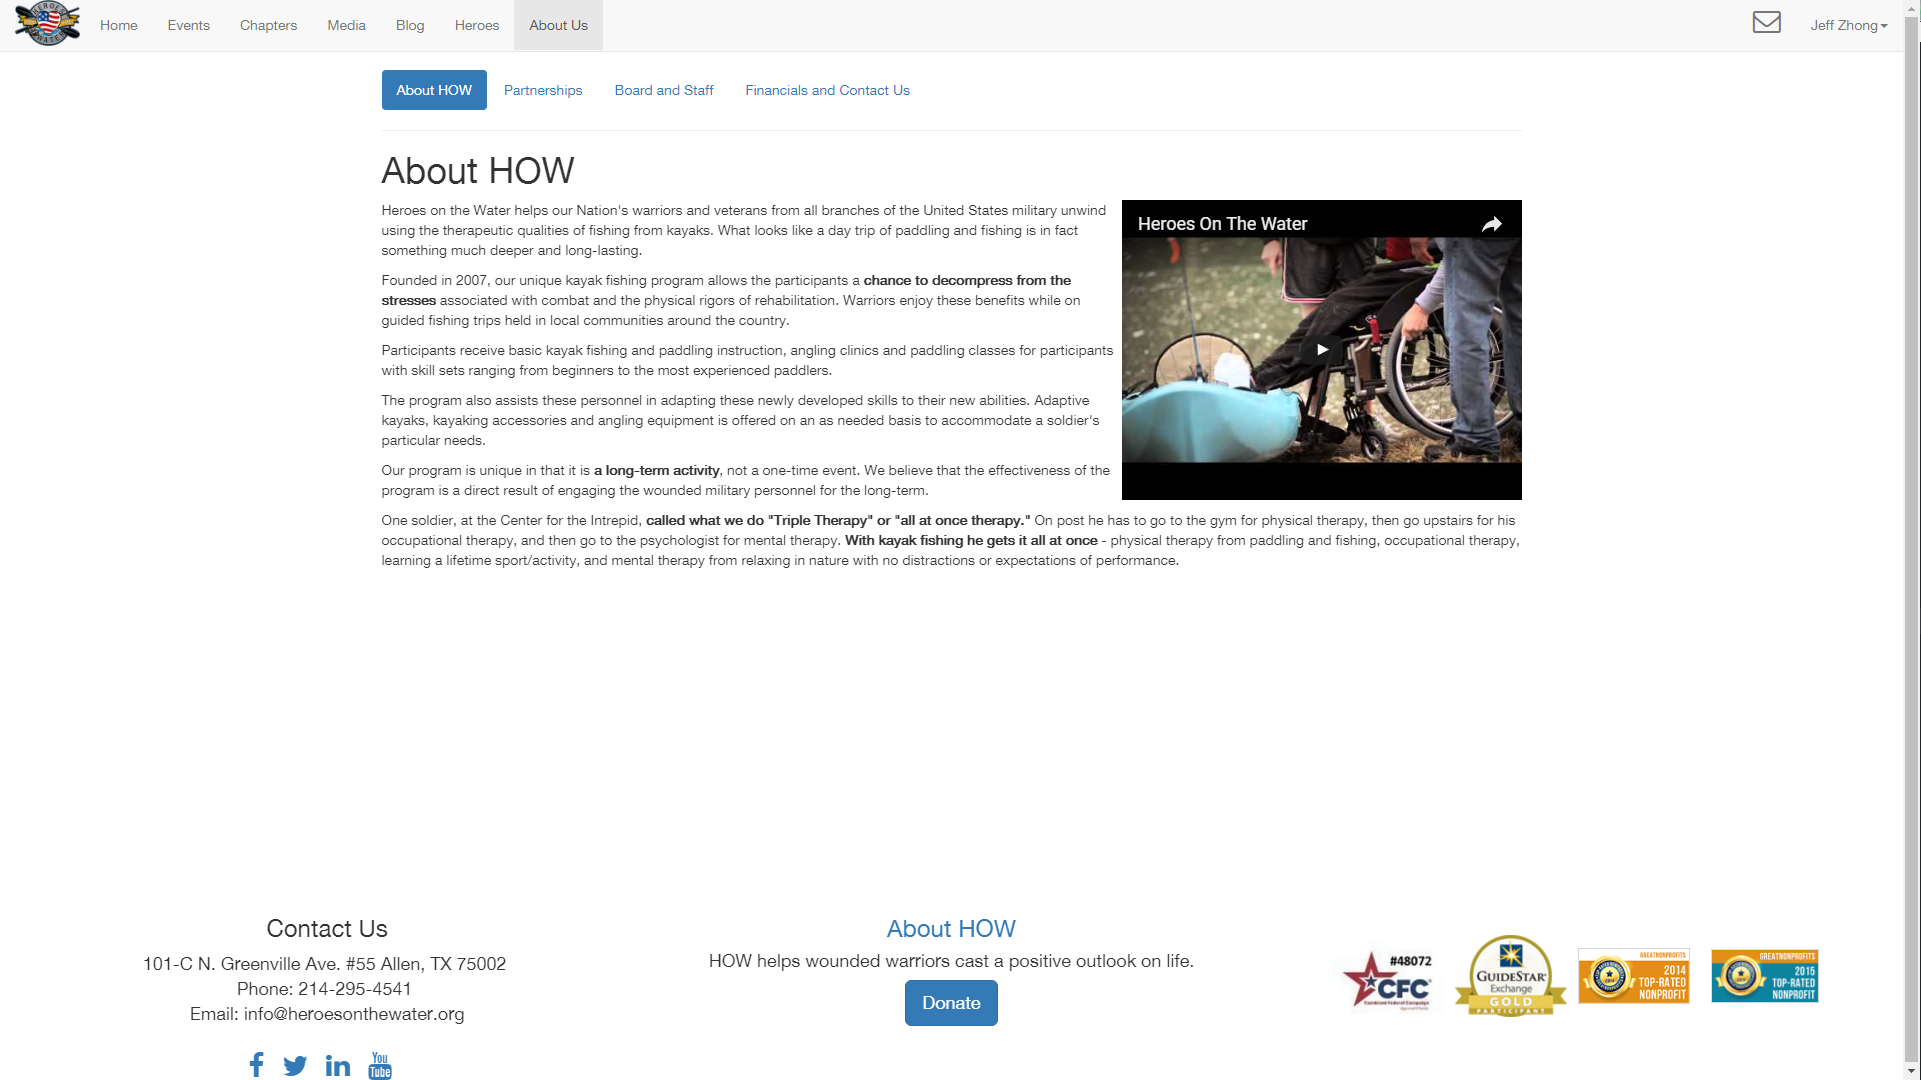 HEROES
WATER
Home
Events
Chapters
Media
Blog
Heroes
About Us
Jeff Zhong
About HOW
Partnerships
Board and Staff
Financials and Contact Us
About HOW
Heroes on the Water helps our Nation's warriors and veterans from all branches of the United States military unwind
using the therapeutic qualities of fishing from kayaks. What looks like a day trip of paddling and fishing is in fact
something much deeper and long-lasting.
Founded in 2007, our unique kayak fishing program allows the participants a chance to decompress from the
stresses associated with combat and the physical rigors of rehabilitation. Warriors enjoy these benefits while on
guided fishing trips held in local communities around the country.
Participants receive basic kayak fishing and paddling instruction, angling clinics and paddling classes for participants
with skill sets ranging from beginners to the most experienced paddlers.
The program also assists these personnel in adapting these newly developed skills to their new abilities. Adaptive
kayaks, kayaking accessories and angling equipment is offered on an as needed basis to accommodate a soldier's
particular needs.
Our program is unique in that it is a long-term activity, not a one-time event. We believe that the effectiveness of the
program is a direct result of engaging the wounded military personnel for the long-term.
Heroes On The Water
One soldier, at the Center for the Intrepid, called what we do "Triple Therapy" or "all at once therapy." On post he has to go to the gym for physical therapy, then go upstairs for his
occupational therapy, and then go to the psychologist for mental therapy. With kayak fishing he gets it all at once - physical therapy from paddling and fishing, occupational therapy,
learning a lifetime sport/activity, and mental therapy from relaxing in nature with no distractions or expectations of performance.
Contact Us
101-C N. Greenville Ave. #55 Allen, TX 75002
Phone: 214-295-4541
Email: info@heroesonthewater.org
You
Tube
About HOW
HOW helps wounded warriors cast a positive outlook on life.
Donate
#48072
CFC
Combined Federal Campaign
GUIDESTAR
Exchange
GOLD
PARTICIPANT
GREATNONPROFITS
2014
TOP-RATED
NONPROFIT
GREATNONPROFITS
2015
TOP-RATED
NONPROFIT